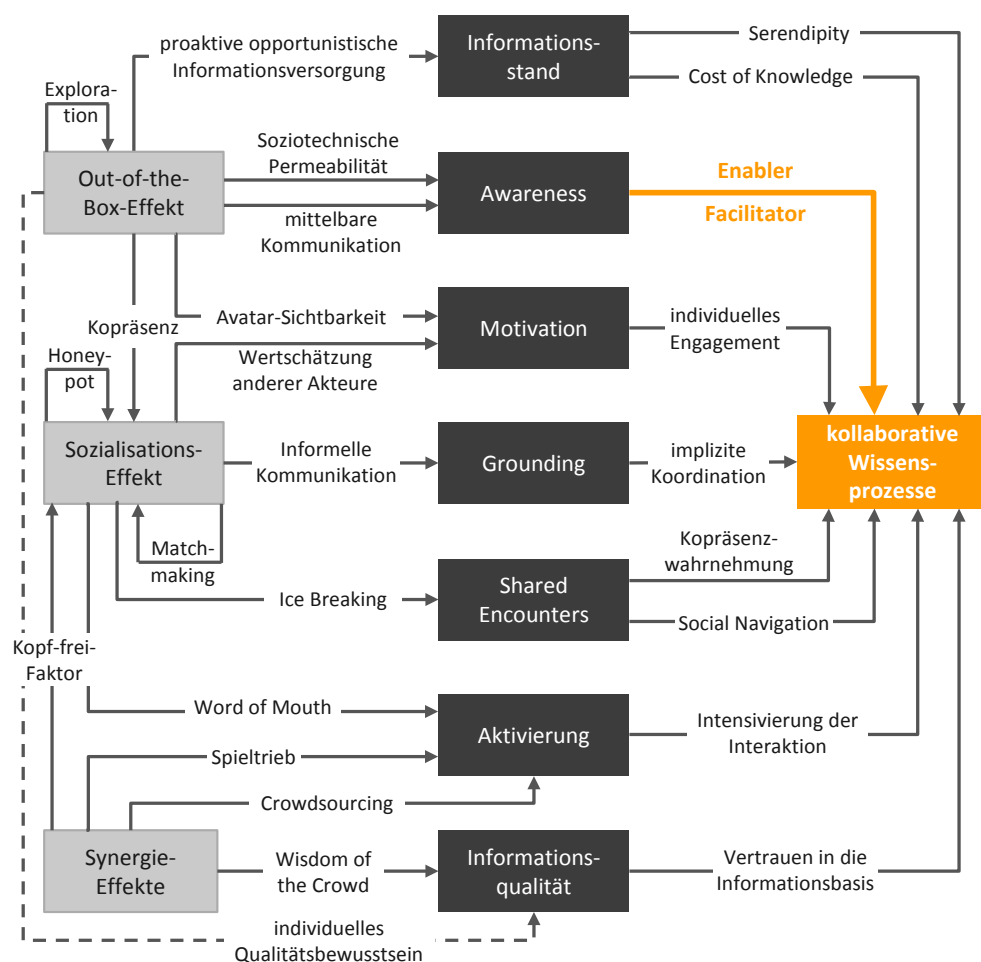 proaktive opportunistische
Informationsversorgung
Informations-
stand
Serendipity
Cost of Knowledge
Explora-
tion
Out-of-the-
Box-Effekt
Soziotechnische
Permeabilität
mittelbare
Kommunikation
Awareness
Enabler
Facilitator
Kopräsenz
Avatar-Sichtbarkeit
Wertschätzung
anderer Akteure
Motivation
individuelles
Engagement
Honey-
pot
Sozialisations-
Effekt
Informelle
Kommunikation
Grounding
implizite
Koordination
kollaborative
Wissens-
prozesse
Match-
making
Ice Breaking
Shared
Encounters
Kopräsenz-
wahrnehmung
Social Navigation
Kopf-frei-
Faktor
Word of Mouth
Spieltrieb
Crowdsourcing
Aktivierung
Intensivierung der
Interaktion
Synergie-
Effekte
Wisdom of
the Crowd
Informations-
qualität
Vertrauen in die
Informationsbasis
individuelles
Qualitätsbewusstsein